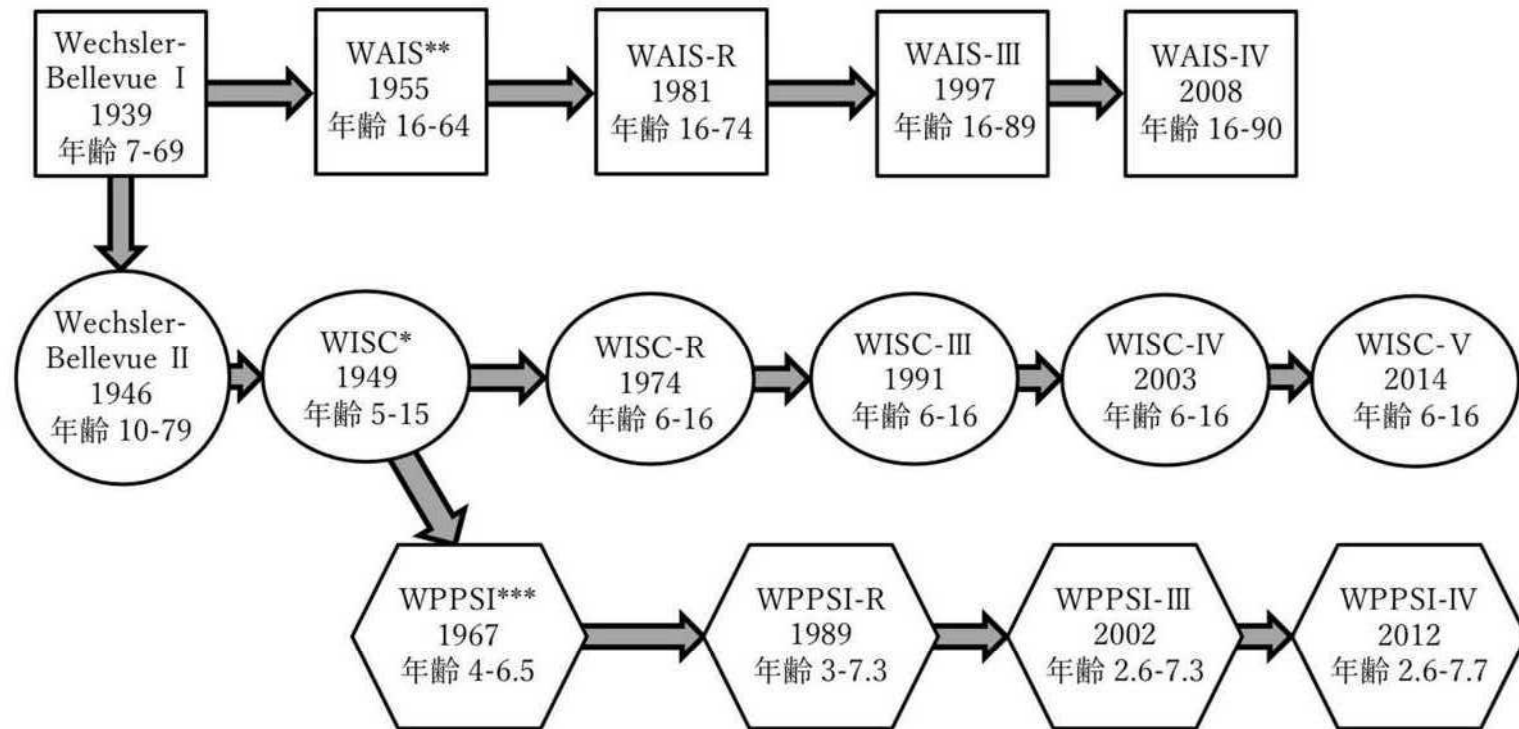 Wechsler-
Bellevue I
1939
年齢 7-69
WAIS**
1955
年齢 16-64
WAIS-R
1981
年齢 16-74
WAIS-III
1997
年齢 16-89
WAIS-IV
2008
年齢 16-90
Wechsler-
Bellevue II
1946
年齢 10-79
WISC*
1949
年齢 5-15
WISC-R
1974
年齢 6-16
WISC-III
1991
年齢 6-16
WISC-IV
2003
年齢 6-16
WISC-V
2014
年齢 6-16
WPPSI***
1967
年齢 4-6.5
WPPSI-R
1989
年齢 3-7.3
WPPSI-III
2002
年齢 2.6-7.3
WPPSI-IV
2012
年齢 2.6-7.7